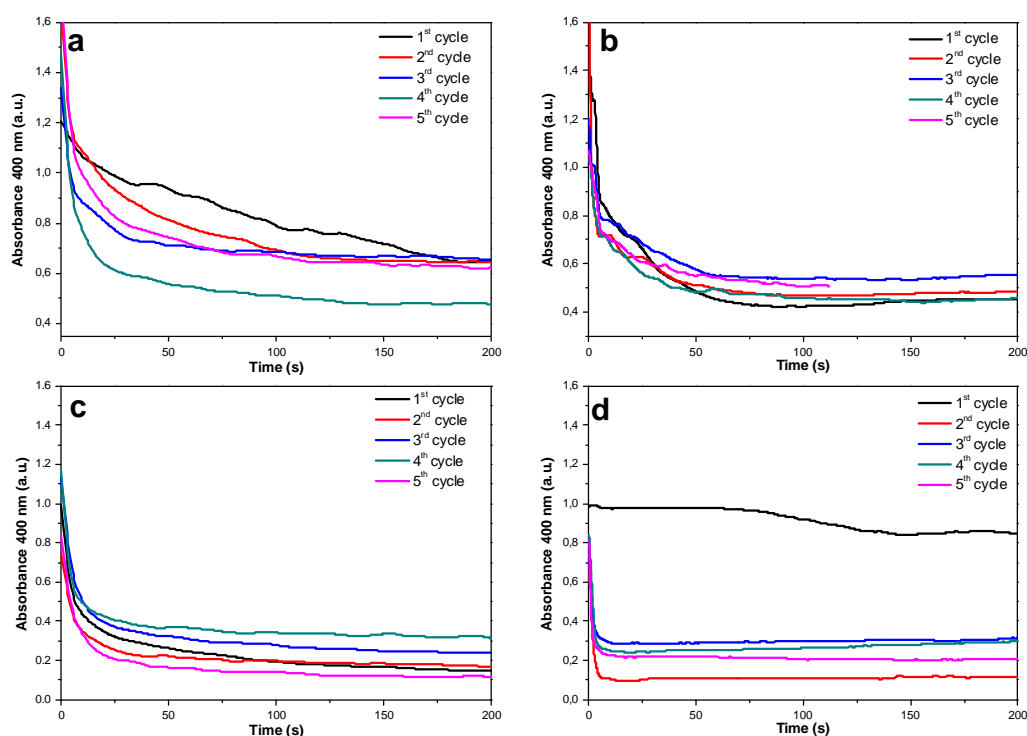 a
1,6
1,4
1,2
1,0
0,8
0,6
0,4
Absorbance 400 nm (a.u.)
0 50 100 150 200
Time (s)
1st cycle
2nd cycle
3rd cycle
4th cycle
5th cycle
b
1,6
1,4
1,2
1,0
0,8
0,6
0,4
Absorbance 400 nm (a.u.)
0 50 100 150 200
Time (s)
1st cycle
2nd cycle
3rd cycle
4th cycle
5th cycle
c
1.6
1.4
1.2
1.0
0.8
0.6
0.4
0.2
0.0
Absorbance 400 nm (a.u.)
0 50 100 150 200
Time (s)
1st cycle
2nd cycle
3rd cycle
4th cycle
5th cycle
d
1,6
1,4
1,2
1,0
0,8
0,6
0,4
0,2
0,0
Absorbance 400 nm (a.u.)
0 50 100 150 200
Time (s)
1st cycle
2nd cycle
3rd cycle
4th cycle
5th cycle